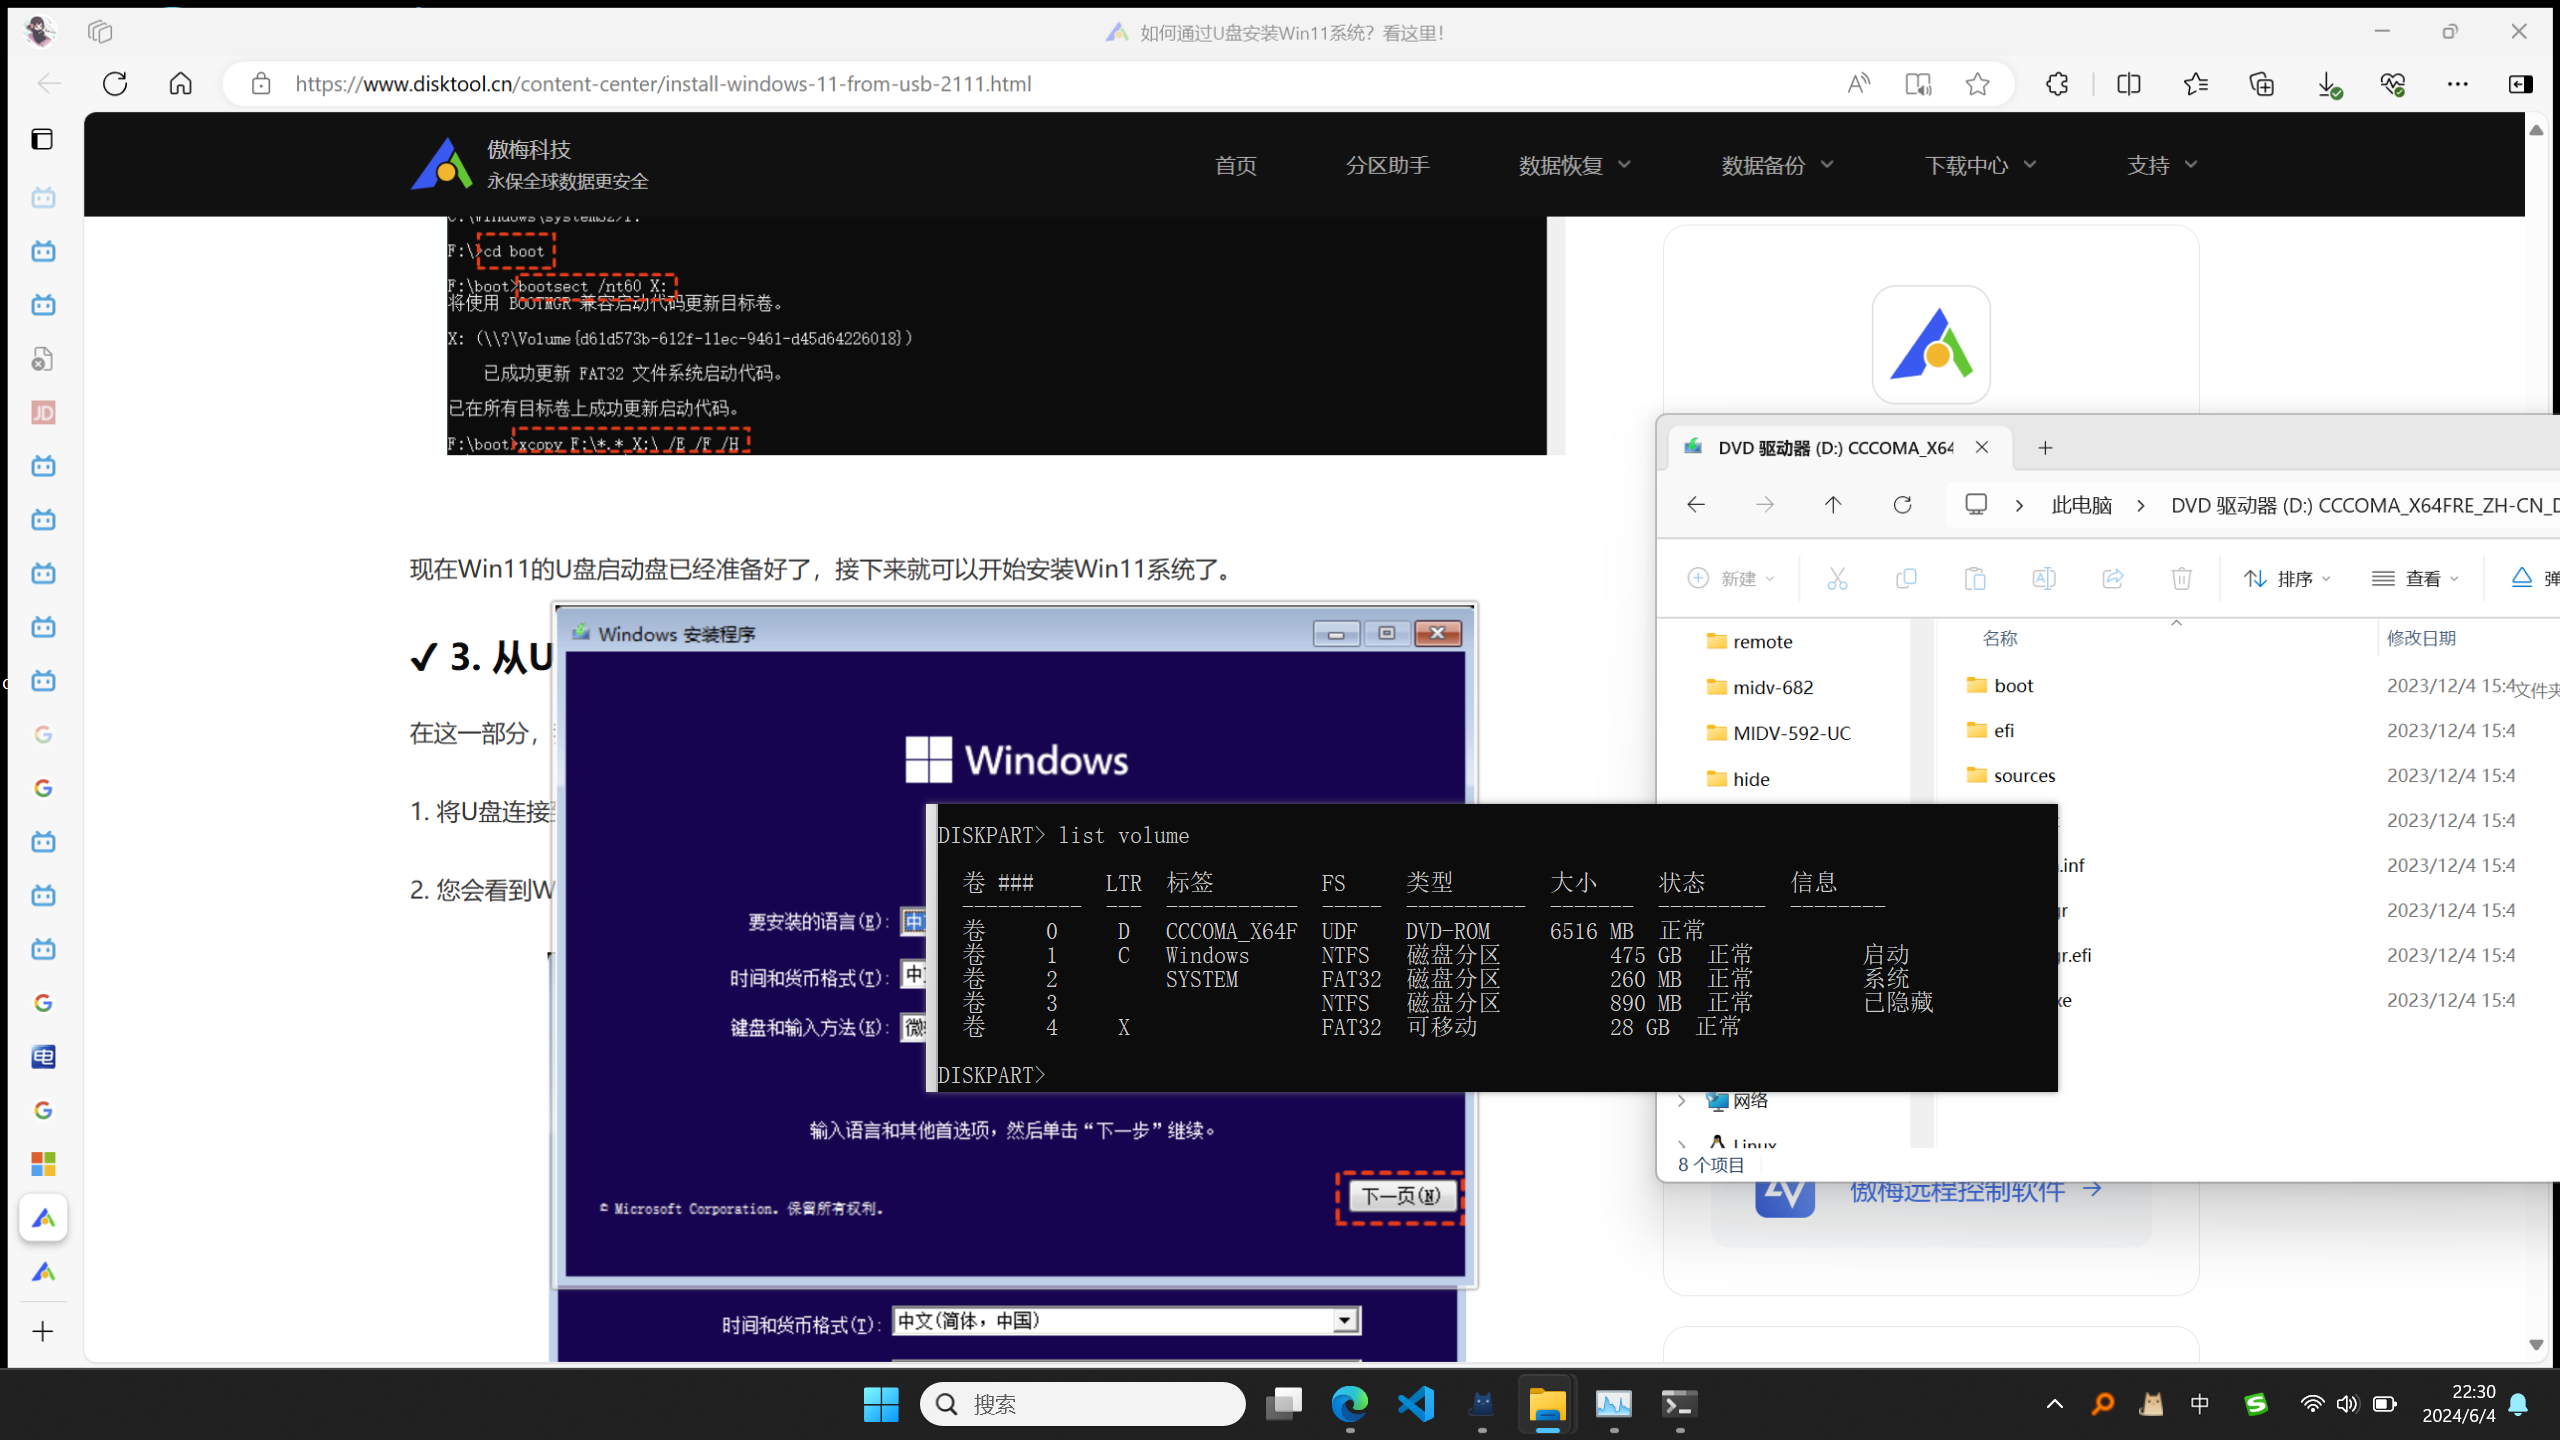 如何通过U盘安装Win11系统？看这里！
https://www.disktool.cn/content-center/install-windows-11-from-usb-2111.html
傲梅科技
永保全球数据更安全
首页
分区助手
数据恢复
数据备份
下载中心
支持
F:\>cd boot
F:\boot>bootsect /nt60 X:
将使用 BOOTMGR 兼容启动代码更新目标卷。
X: (\\?\Volume{d61d573b-612f-11ec-9461-d45d64226018})
已成功更新 FAT32 文件系统启动代码。
已在所有目标卷上成功更新启动代码。
F:\boot>xcopy F:\*.* X:\ /E /F /H
现在Win11的U盘启动盘已经准备好了，接下来就可以开始安装Win11系统了。
✔ 3. 从U
在这一部分，
1. 将U盘连接
2. 您会看到W
Windows 安装程序
Windows
要安装的语言(E):
时间和货币格式(T):
键盘和输入方法(K):
输入语言和其他首选项，然后单击“下一步”继续。
下一页(N)
© Microsoft Corporation。保留所有权利。
时间和货币格式(T):
中文(简体，中国)
DISKPART> list volume
卷 ### LTR 标签 FS 类型 大小 状态 信息
---------- --- ----------- ----- ---------- ------- --------- --------
卷 0 D CCCOMA_X64F UDF DVD-ROM 6516 MB 正常
卷 1 C Windows NTFS 磁盘分区 475 GB 正常 启动
卷 2 SYSTEM FAT32 磁盘分区 260 MB 正常 系统
卷 3 NTFS 磁盘分区 890 MB 正常 已隐藏
卷 4 X FAT32 可移动 28 GB 正常
DISKPART>
DVD 驱动器 (D:) CCCOMA_X64
此电脑
DVD 驱动器 (D:) CCCOMA_X64FRE_ZH-CN_D
新建
排序
查看
弹
名称
修改日期
remote
midv-682
MIDV-592-UC
hide
网络
Linux
boot 2023/12/4 15:4 文件夹
efi 2023/12/4 15:4
sources 2023/12/4 15:4
2023/12/4 15:4
.inf 2023/12/4 15:4
gr 2023/12/4 15:4
gr.efi 2023/12/4 15:4
xe 2023/12/4 15:4
8 个项目
傲梅远程控制软件
JD
电
搜索
中
22:30
2024/6/4